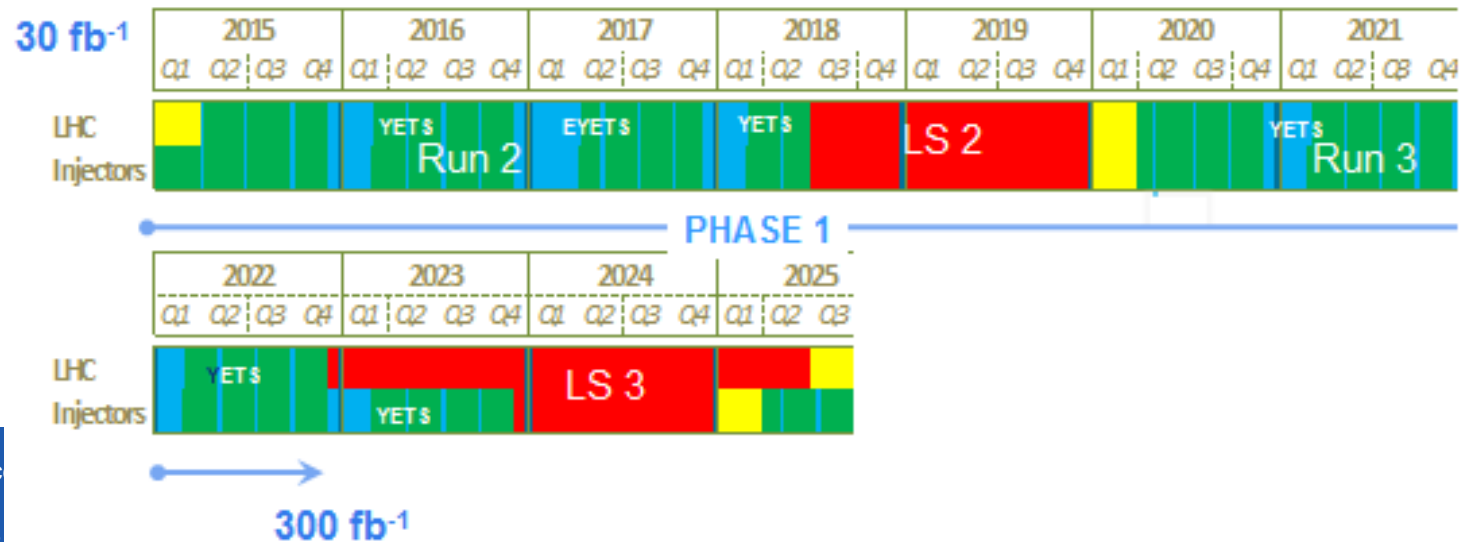 30 fb-1
2015 2016 2017 2018 2019 2020 2021
Q1 Q2 Q3 Q4 Q1 Q2 Q3 Q4 Q1 Q2 Q3 Q4 Q1 Q2 Q3 Q4 Q1 Q2 Q3 Q4 Q1 Q2 Q3 Q4 Q1 Q2 Q3 Q4
LHC YETS EYETS YETS LS 2 YETS
Injectors Run 2 Run 3
PHASE 1
2022 2023 2024 2025
Q1 Q2 Q3 Q4 Q1 Q2 Q3 Q4 Q1 Q2 Q3 Q4 Q1 Q2 Q3
LHC YETS LS 3
Injectors YETS
300 fb-1